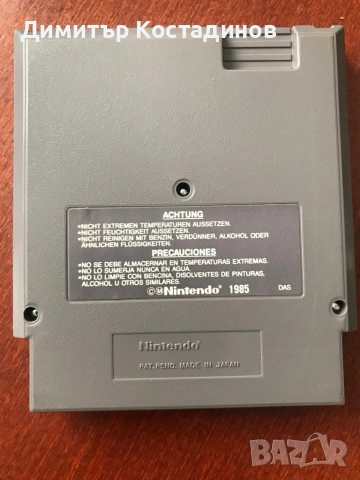 Димитър Костадинов
ACHTUNG
•NICHT EXTREMEN TEMPERATUREN AUSSETZEN.
•NICHT FEUCHTIGKEIT AUSSETZEN.
•NICHT REINIGEN MIT BENZIN, VERDÜNNER, ALKOHOL ODER
ÄHNLICHEN FLÜSSIGKEITEN.
PRECAUCIONES
•NO SE DEBE ALMACERNAR EN TEMPERATURAS EXTREMAS.
•NO LO SUMERJA NUNCA EN AGUA.
•NO LO LIMPIE CON BENCINA, DISOLVENTES DE PINTURAS,
ALCOHOL U OTROS SIMILARES.
©Ⓜ Nintendo® 1985 DAS
Nintendo®
PAT. PEND. MADE IN JAPAN
BAZAR